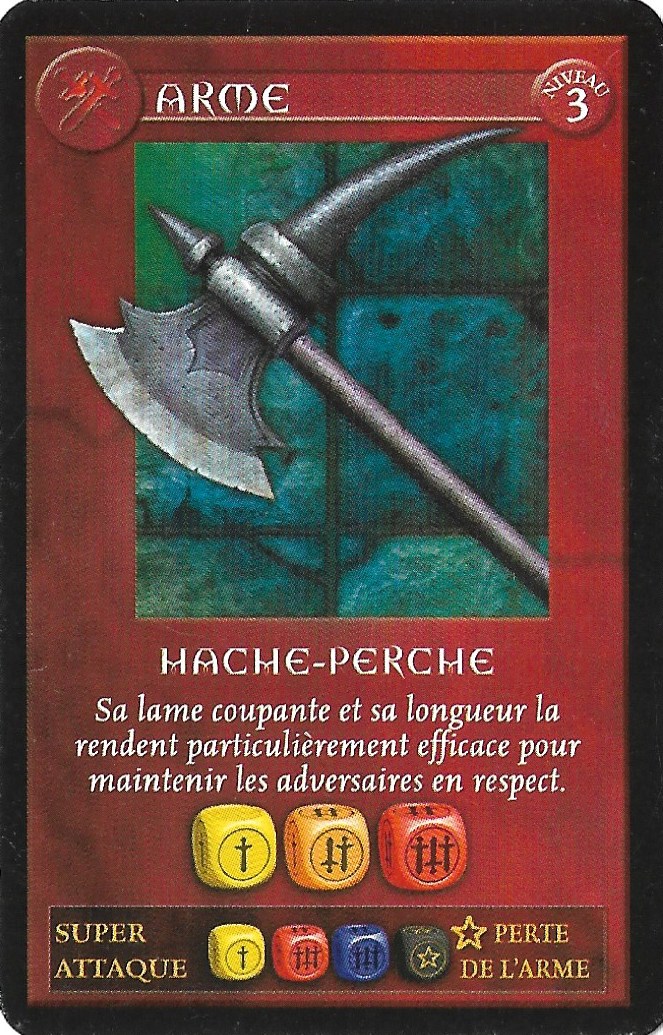 ARME
NIVEAU
3
HACHE-PERCHE
Sa lame coupante et sa longueur la
rendent particulièrement efficace pour
maintenir les adversaires en respect.
SUPER
ATTAQUE
PERTE
DE L'ARME